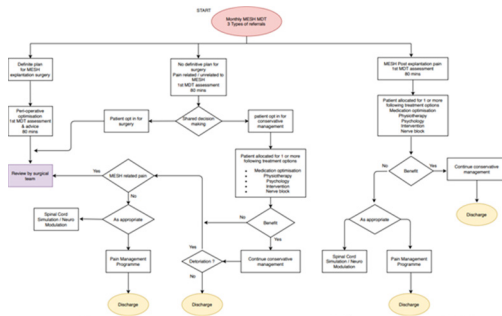 START
Monthly MESH MDT
3 Types of referrals
Definite plan
for MESH
explantation surgery
No definitive plan for
surgery
Pain related / unrelated to
MESH
1st MDT assessment
80 mins
MESH Post explantation pain
1st MDT assessment
80 mins
Peri-operative
optimisation
1st MDT assessment
& advice
80 mins
Patient opt in for
surgery
Shared decision
making
patient opt in for
conservative
management
Patient allocated for 1 or more
following treatment options
Medication optimisation
Physiotherapy
Psychology
Intervention
Nerve block
Review by surgical
team
Yes
MESH related pain
No
Patient allocated for 1 or more
following treatment options
• Medication optimisation
• Physiotherapy
• Psychology
• Intervention
• Nerve block
No
Benefit
Yes
Continue conservative
management
Discharge
Spinal Cord
Simulation / Neuro
Modulation
As appropriate
No
Benefit
Yes
As appropriate
Pain Management
Programme
Yes
Detoriation ?
No
Continue conservative
management
Spinal Cord
Simulation / Neuro
Modulation
Pain Management
Programme
Discharge
Discharge
Discharge